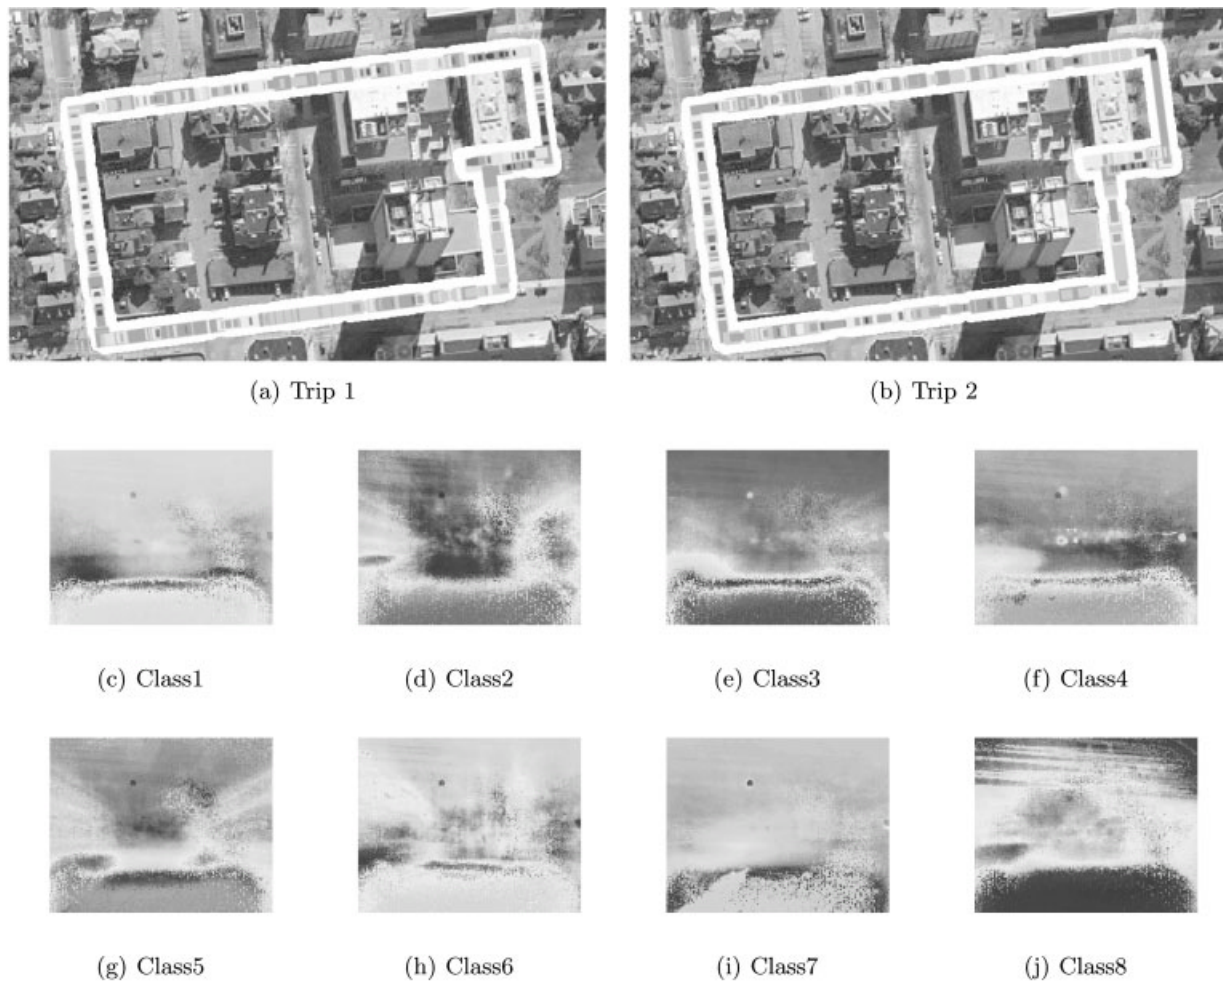 (a) Trip 1
(b) Trip 2
(c) Class1
(d) Class2
(e) Class3
(f) Class4
(g) Class5
(h) Class6
(i) Class7
(j) Class8